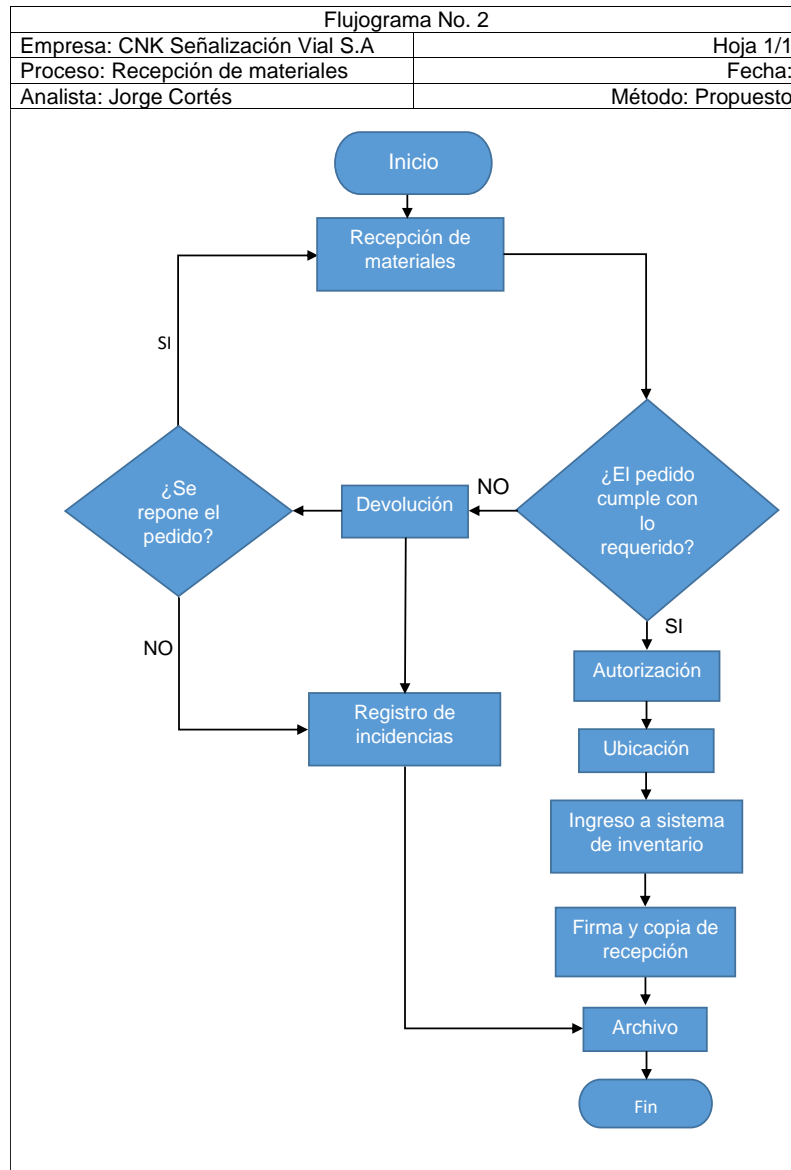 Flujograma No. 2
Empresa: CNK Señalización Vial S.A
Hoja 1/1
Proceso: Recepción de materiales
Fecha:
Analista: Jorge Cortés
Método: Propuesto
Inicio
Recepción de
materiales
SI
¿El pedido
cumple con
lo
requerido?
NO
Devolución
¿Se
repone el
pedido?
SI
NO
Autorización
Registro de
incidencias
Ubicación
Ingreso a sistema
de inventario
Firma y copia de
recepción
Archivo
Fin